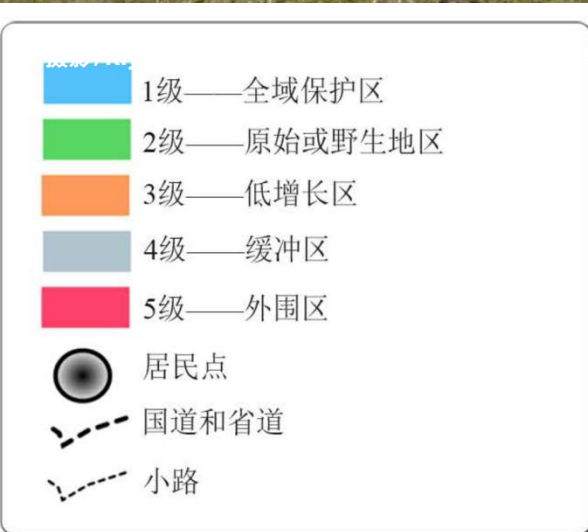 1级——全域保护区
2级——原始或野生地区
3级——低增长区
4级——缓冲区
5级——外围区
居民点
国道和省道
小路